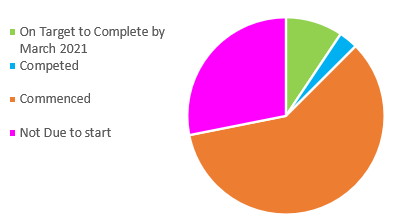 On Target to Complete by
March 2021
Competed
Commenced
Not Due to start